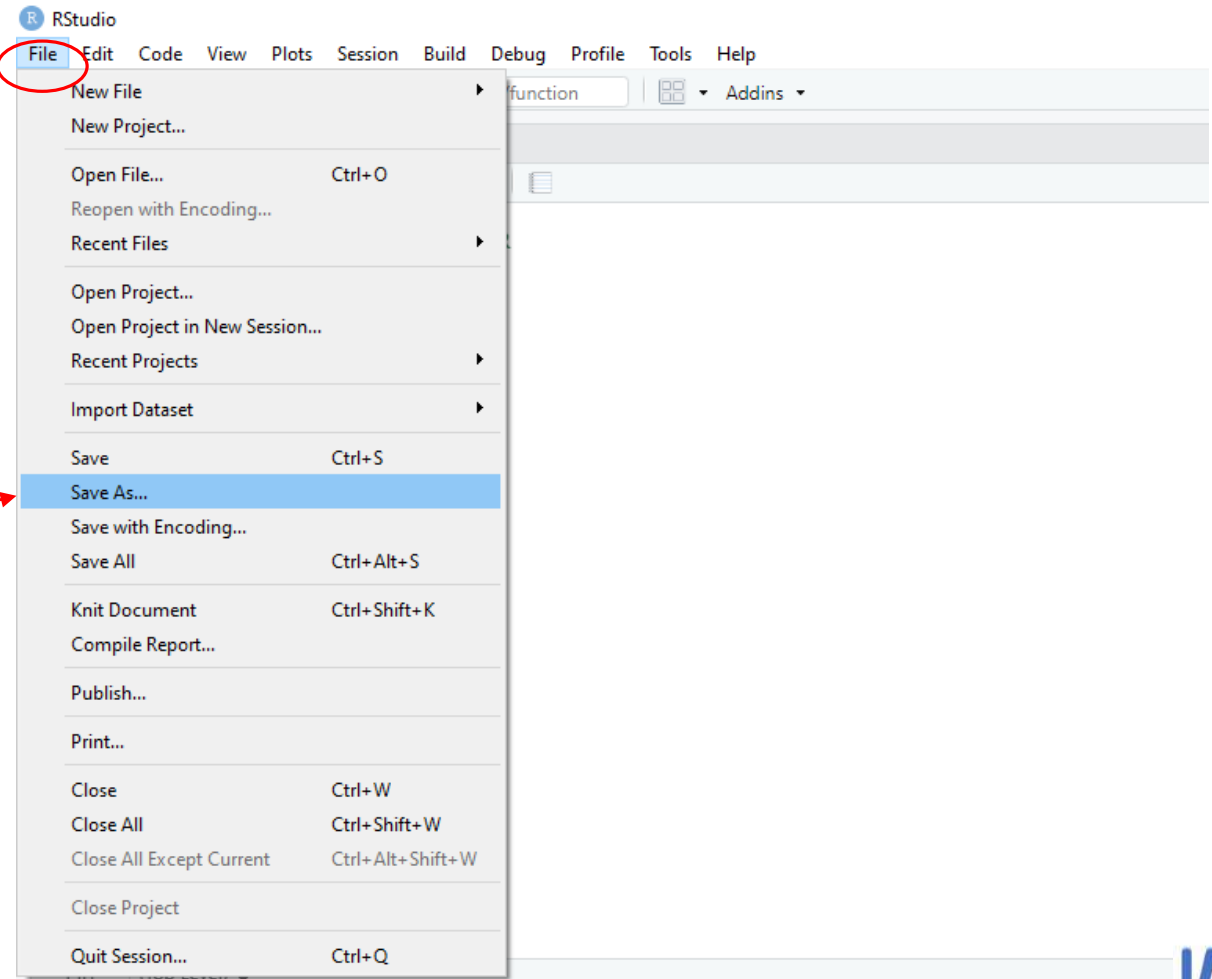 RStudio
File Edit Code View Plots Session Build Debug Profile Tools Help
/function Addins
New File
New Project...
Open File... Ctrl+O
Reopen with Encoding...
Recent Files
Open Project...
Open Project in New Session...
Recent Projects
Import Dataset
Save Ctrl+S
Save As...
Save with Encoding...
Save All Ctrl+Alt+S
Knit Document Ctrl+Shift+K
Compile Report...
Publish...
Print...
Close Ctrl+W
Close All Ctrl+Shift+W
Close All Except Current Ctrl+Alt+Shift+W
Close Project
Quit Session... Ctrl+Q